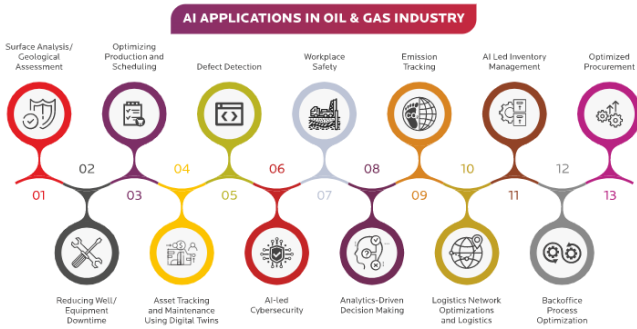 AI APPLICATIONS IN OIL & GAS INDUSTRY
Surface Analysis/
Geological
Assessment
Optimizing
Production and
Scheduling
Defect Detection
Workplace
Safety
Emission
Tracking
AI Led Inventory
Management
Optimized
Procurement
02
04
06
08
10
12
01
03
05
07
09
11
13
Reducing Well/
Equipment
Downtime
Asset Tracking
and Maintenance
Using Digital Twins
AI-led
Cybersecurity
Analytics-Driven
Decision Making
Logistics Network
Optimizations
and Logistics
Backoffice
Process
Optimization